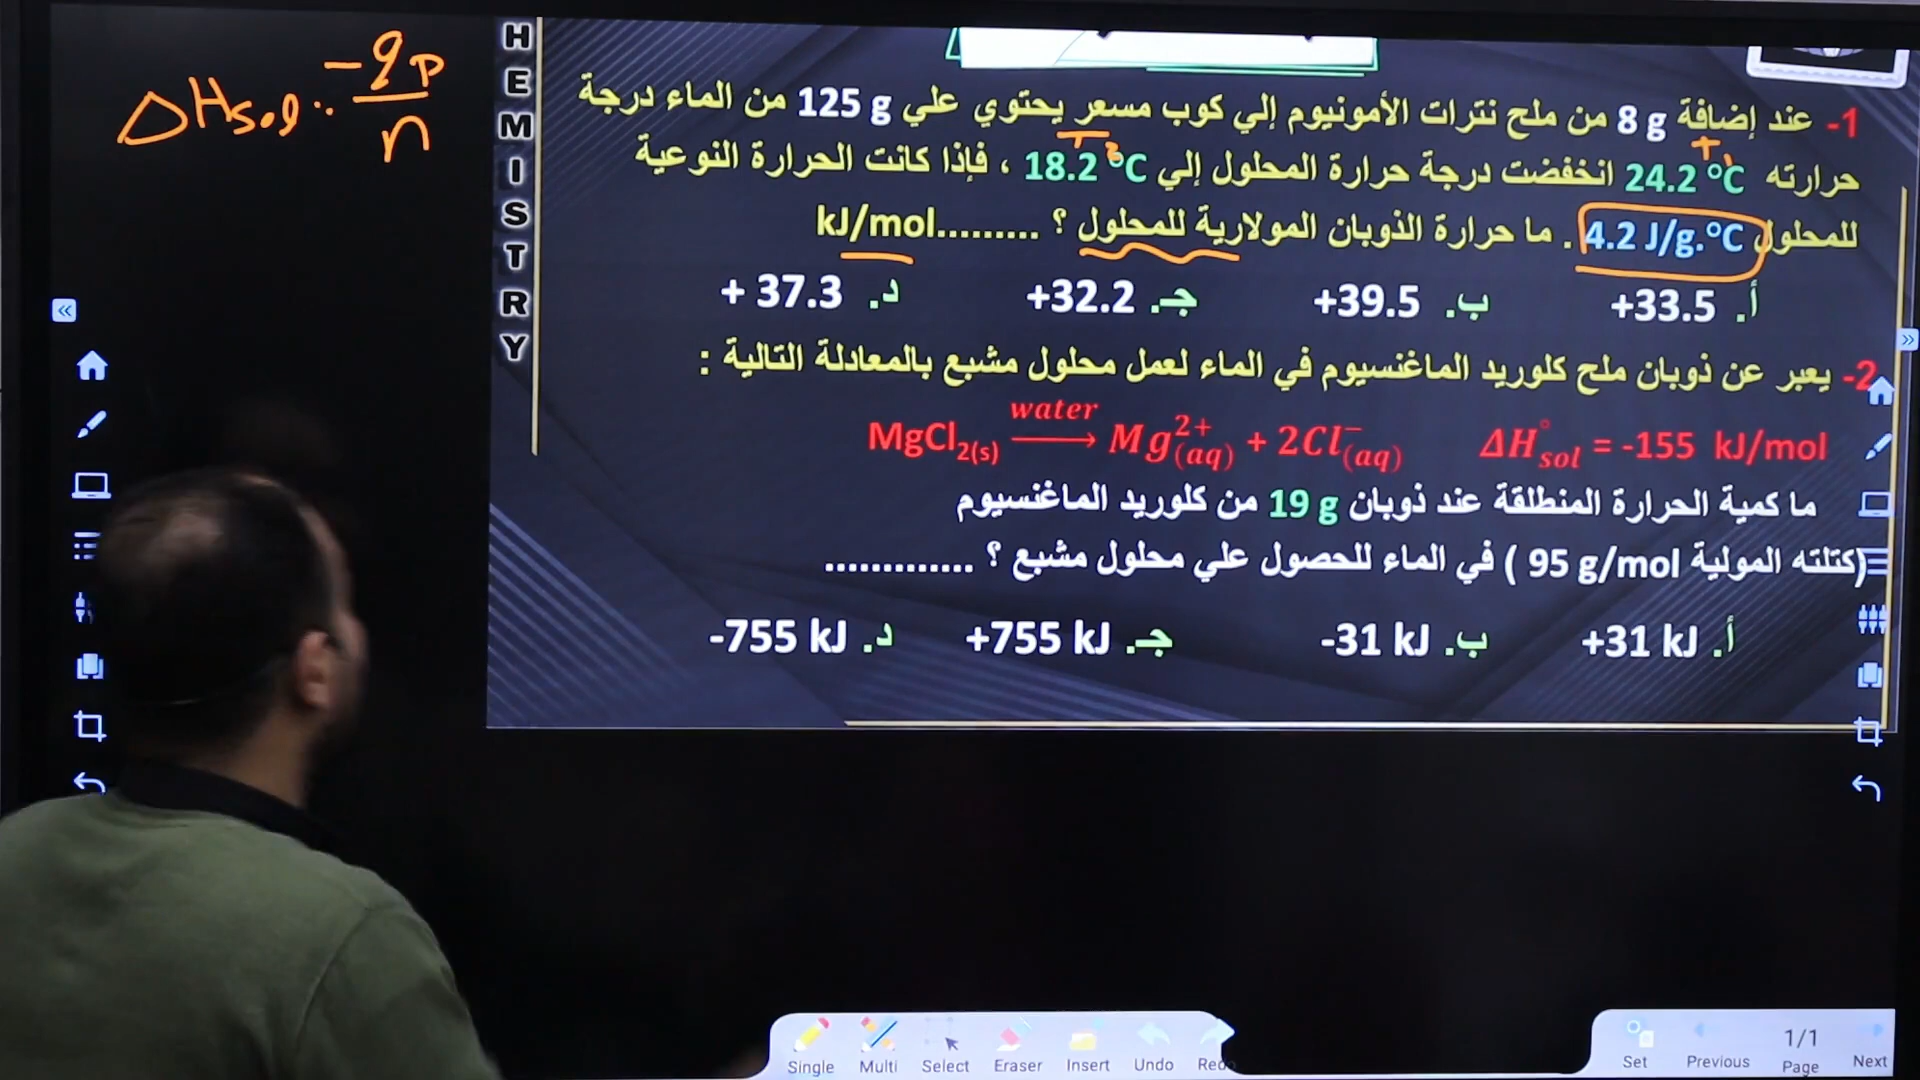 ΔHsol = -qp / n
HEMISTRY
1- عند إضافة 8 g من ملح نترات الأمونيوم إلي كوب مسعر يحتوي علي 125 g من الماء درجة
T1
T2
حرارته 24.2 °C انخفضت درجة حرارة المحلول إلي 18.2 °C ، فإذا كانت الحرارة النوعية
للمحلول 4.2 J/g.°C . ما حرارة الذوبان المولارية للمحلول ؟ .........kJ/mol
أ. +33.5 ب. +39.5 جـ. +32.2 د. + 37.3
2- يعبر عن ذوبان ملح كلوريد الماغنسيوم في الماء لعمل محلول مشبع بالمعادلة التالية :
MgCl2(s) —water→ Mg2+(aq) + 2Cl-(aq) ΔH°sol = -155 kJ/mol
ما كمية الحرارة المنطلقة عند ذوبان 19 g من كلوريد الماغنسيوم
(كتلته المولية 95 g/mol ) في الماء للحصول علي محلول مشبع ؟ .............
أ. +31 kJ ب. -31 kJ جـ. +755 kJ د. -755 kJ
Single Multi Select Eraser Insert Undo Redo
Set Previous 1/1 Page Next